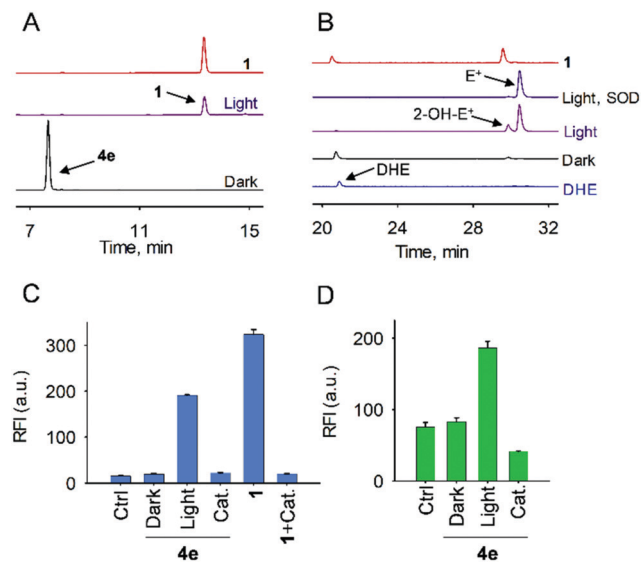 A
1
1
Light
4e
Dark
7
11
15
Time, min
B
1
E+
Light, SOD
2-OH-E+
Light
Dark
DHE
DHE
20
24
28
32
Time, min
C
RFI (a.u.)
300
200
100
0
Ctrl
Dark
Light
Cat.
1
1+Cat.
4e
D
RFI (a.u.)
200
100
0
Ctrl
Dark
Light
Cat.
4e